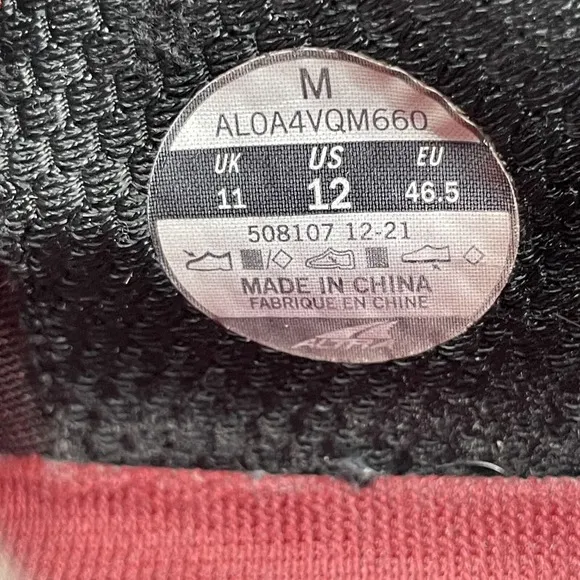 M
AL0A4VQM660
UK US EU
11 12 46.5
508107 12-21
/
MADE IN CHINA
FABRIQUE EN CHINE
ALTRA